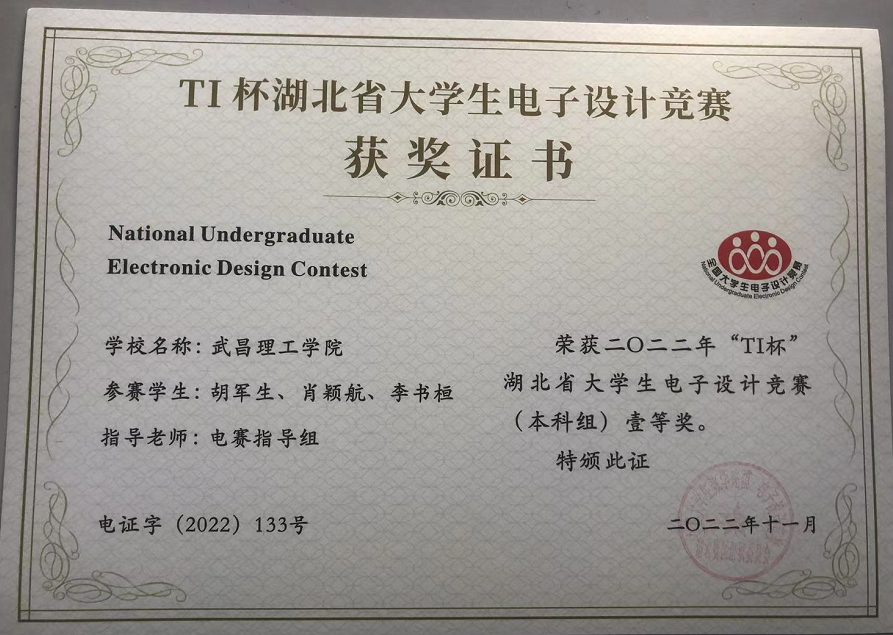 TI 杯湖北省大学生电子设计竞赛
获奖证书
National Undergraduate
Electronic Design Contest
全国大学生电子设计竞赛
National Undergraduate Electronic Design Contest
学校名称：武昌理工学院
参赛学生：胡军生、肖颖航、李书桓
指导老师：电赛指导组
电证字（2022）133号
荣获二〇二二年“TI杯”
湖北省大学生电子设计竞赛
（本科组）壹等奖。
特颁此证
二〇二二年十一月